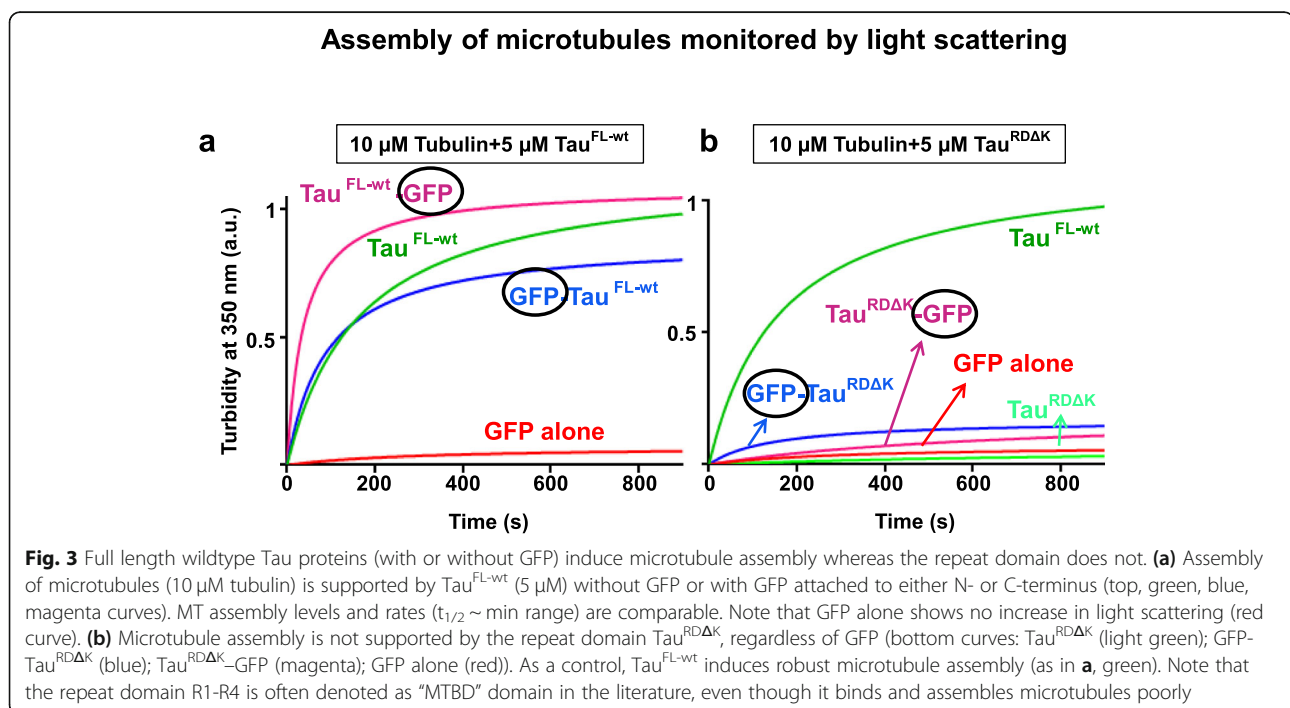 Assembly of microtubules monitored by light scattering
a
10 µM Tubulin+5 µM Tau^FL-wt
b
10 µM Tubulin+5 µM Tau^RDΔK
Turbidity at 350 nm (a.u.)
1
0.5
Tau^FL-wt-GFP
Tau^FL-wt
GFP-Tau^FL-wt
GFP alone
0 200 400 600 800
Time (s)
1
0.5
Tau^FL-wt
Tau^RDΔK-GFP
GFP alone
GFP-Tau^RDΔK
Tau^RDΔK
0 200 400 600 800
Time (s)
Fig. 3 Full length wildtype Tau proteins (with or without GFP) induce microtubule assembly whereas the repeat domain does not. (a) Assembly
of microtubules (10 µM tubulin) is supported by Tau^FL-wt (5 µM) without GFP or with GFP attached to either N- or C-terminus (top, green, blue,
magenta curves). MT assembly levels and rates (t1/2 ~ min range) are comparable. Note that GFP alone shows no increase in light scattering (red
curve). (b) Microtubule assembly is not supported by the repeat domain Tau^RDΔK, regardless of GFP (bottom curves: Tau^RDΔK (light green); GFP-
Tau^RDΔK (blue); Tau^RDΔK–GFP (magenta); GFP alone (red)). As a control, Tau^FL-wt induces robust microtubule assembly (as in a, green). Note that
the repeat domain R1-R4 is often denoted as “MTBD” domain in the literature, even though it binds and assembles microtubules poorly